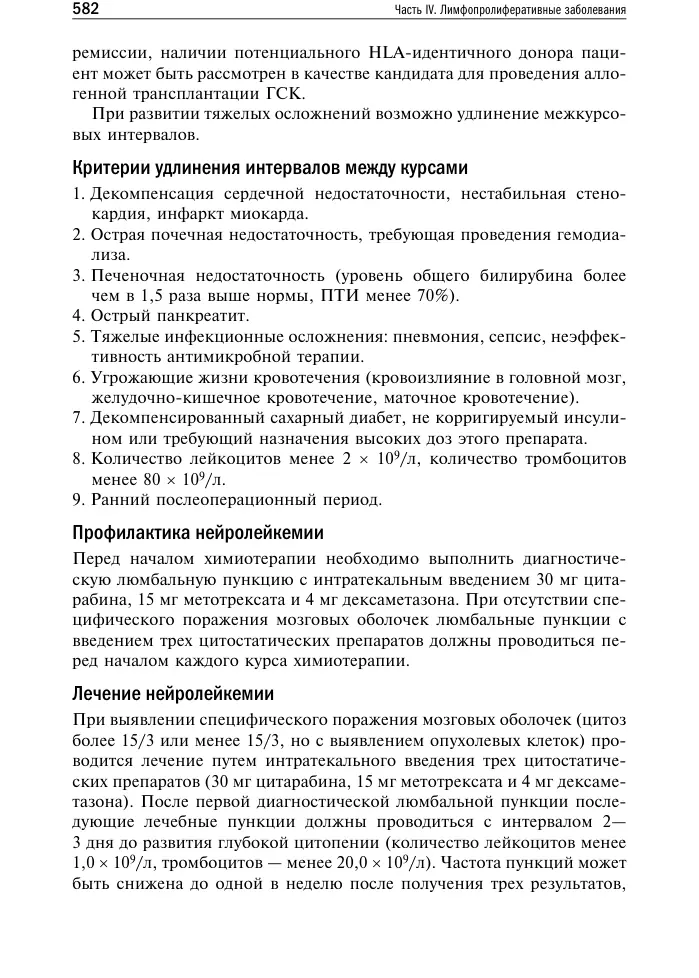 582
Часть IV. Лимфопролиферативные заболевания
ремиссии, наличии потенциального HLA-идентичного донора паци-
ент может быть рассмотрен в качестве кандидата для проведения алло-
генной трансплантации ГСК.
При развитии тяжелых осложнений возможно удлинение межкурсо-
вых интервалов.
Критерии удлинения интервалов между курсами
1. Декомпенсация сердечной недостаточности, нестабильная стено-
кардия, инфаркт миокарда.
2. Острая почечная недостаточность, требующая проведения гемодиа-
лиза.
3. Печеночная недостаточность (уровень общего билирубина более
чем в 1,5 раза выше нормы, ПТИ менее 70%).
4. Острый панкреатит.
5. Тяжелые инфекционные осложнения: пневмония, сепсис, неэффек-
тивность антимикробной терапии.
6. Угрожающие жизни кровотечения (кровоизлияние в головной мозг,
желудочно-кишечное кровотечение, маточное кровотечение).
7. Декомпенсированный сахарный диабет, не корригируемый инсули-
ном или требующий назначения высоких доз этого препарата.
8. Количество лейкоцитов менее 2 × 10⁹/л, количество тромбоцитов
менее 80 × 10⁹/л.
9. Ранний послеоперационный период.
Профилактика нейролейкемии
Перед началом химиотерапии необходимо выполнить диагностиче-
скую люмбальную пункцию с интратекальным введением 30 мг цита-
рабина, 15 мг метотрексата и 4 мг дексаметазона. При отсутствии спе-
цифического поражения мозговых оболочек люмбальные пункции с
введением трех цитостатических препаратов должны проводиться пе-
ред началом каждого курса химиотерапии.
Лечение нейролейкемии
При выявлении специфического поражения мозговых оболочек (цитоз
более 15/3 или менее 15/3, но с выявлением опухолевых клеток) про-
водится лечение путем интратекального введения трех цитостатиче-
ских препаратов (30 мг цитарабина, 15 мг метотрексата и 4 мг дексаме-
тазона). После первой диагностической люмбальной пункции после-
дующие лечебные пункции должны проводиться с интервалом 2—
3 дня до развития глубокой цитопении (количество лейкоцитов менее
1,0 × 10⁹/л, тромбоцитов — менее 20,0 × 10⁹/л). Частота пункций может
быть снижена до одной в неделю после получения трех результатов,